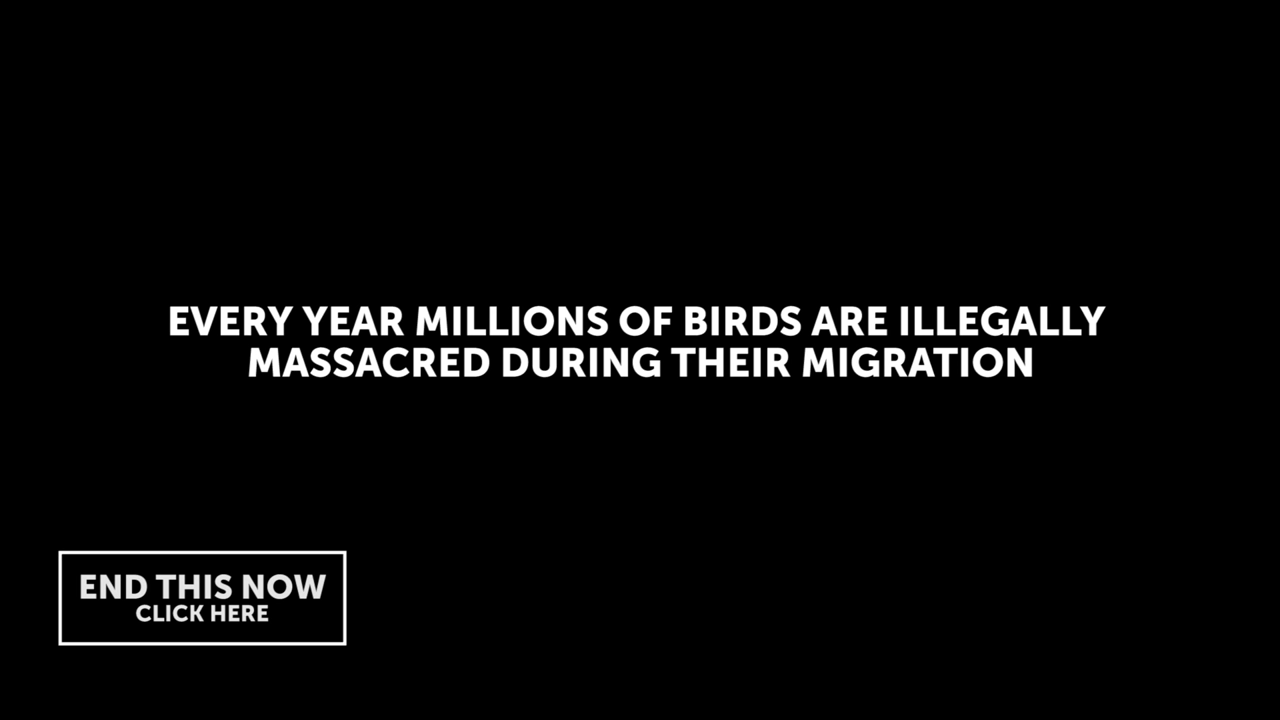 EVERY YEAR MILLIONS OF BIRDS ARE ILLEGALLY
MASSACRED DURING THEIR MIGRATION
END THIS NOW
CLICK HERE